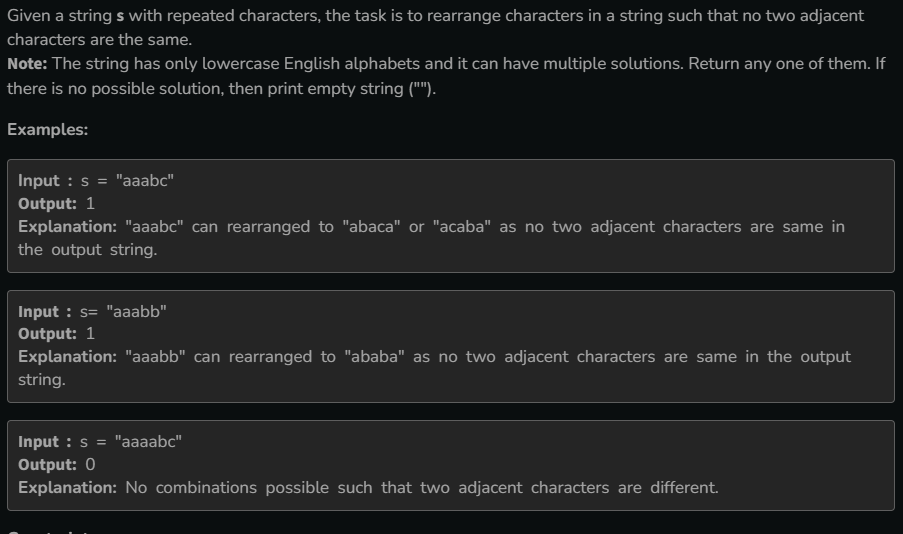 Given a string s with repeated characters, the task is to rearrange characters in a string such that no two adjacent
characters are the same.
Note: The string has only lowercase English alphabets and it can have multiple solutions. Return any one of them. If
there is no possible solution, then print empty string ("").
Examples:
Input : s = "aaabc"
Output: 1
Explanation: "aaabc" can rearranged to "abaca" or "acaba" as no two adjacent characters are same in
the output string.
Input : s= "aaabb"
Output: 1
Explanation: "aaabb" can rearranged to "ababa" as no two adjacent characters are same in the output
string.
Input : s = "aaaabc"
Output: 0
Explanation: No combinations possible such that two adjacent characters are different.